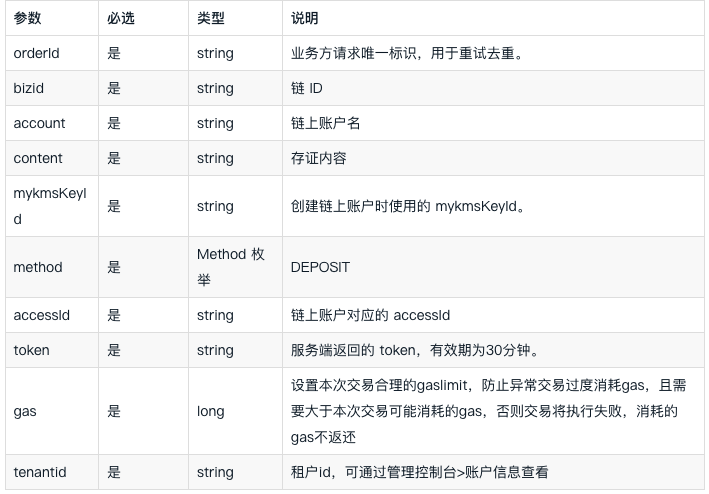 参数 必选 类型 说明
orderId 是 string 业务方请求唯一标识，用于重试去重。
bizid 是 string 链 ID
account 是 string 链上账户名
content 是 string 存证内容
mykmsKeyI
d 是 string 创建链上账户时使用的 mykmsKeyId。
method 是 Method 枚
举 DEPOSIT
accessId 是 string 链上账户对应的 accessId
token 是 string 服务端返回的 token，有效期为30分钟。
gas 是 long 设置本次交易合理的gaslimit，防止异常交易过度消耗gas，且需
要大于本次交易可能消耗的gas，否则交易将执行失败，消耗的
gas不返还
tenantid 是 string 租户id，可通过管理控制台>账户信息查看